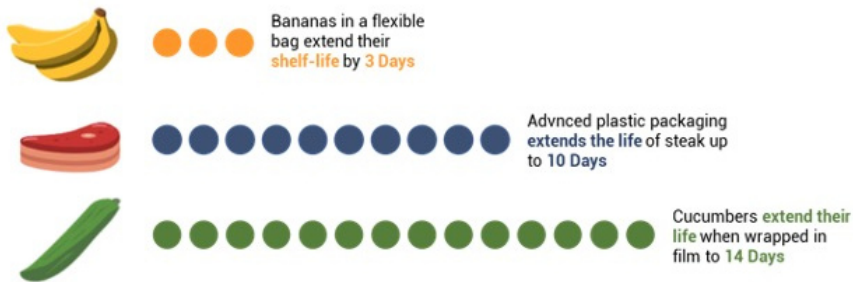 Bananas in a flexible
bag extend their
shelf-life by 3 Days
Advnced plastic packaging
extends the life of steak up
to 10 Days
Cucumbers extend their
life when wrapped in
film to 14 Days